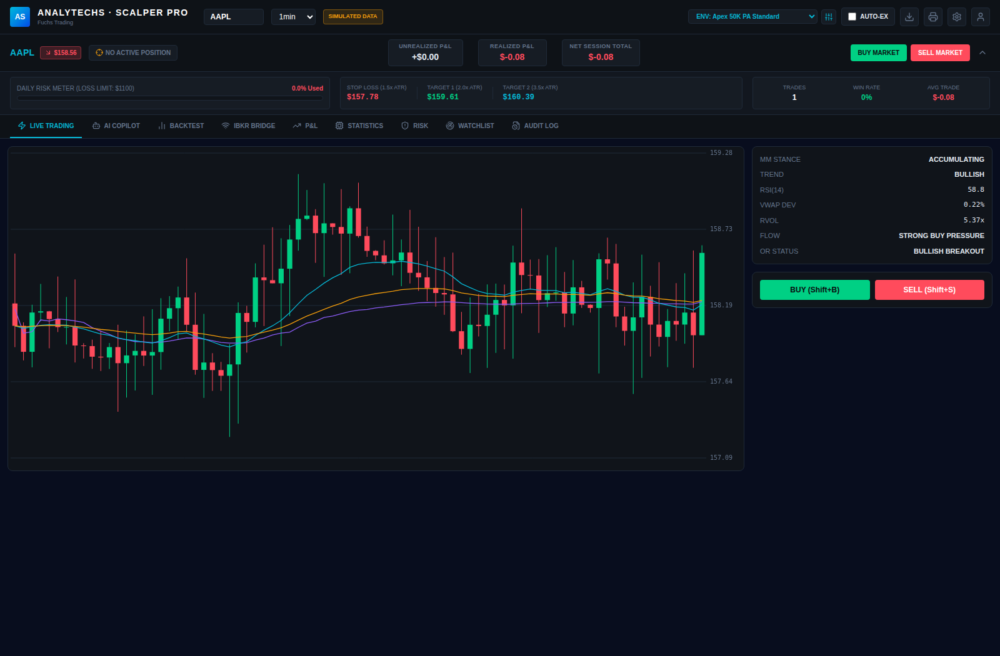 AS
ANALYTECHS · SCALPER PRO
Fuchs Trading
AAPL
1min
SIMULATED DATA
ENV: Apex 50K PA Standard
AUTO-EX
AAPL
$158.56
NO ACTIVE POSITION
UNREALIZED P&L
+$0.00
REALIZED P&L
$-0.08
NET SESSION TOTAL
$-0.08
BUY MARKET
SELL MARKET
DAILY RISK METER (LOSS LIMIT: $1100)
0.0% Used
STOP LOSS (1.5x ATR)
$157.78
TARGET 1 (2.0x ATR)
$159.61
TARGET 2 (3.5x ATR)
$160.39
TRADES
1
WIN RATE
0%
AVG TRADE
$-0.08
LIVE TRADING
AI COPILOT
BACKTEST
IBKR BRIDGE
P&L
STATISTICS
RISK
WATCHLIST
AUDIT LOG
159.28
158.73
158.19
157.64
157.09
MM STANCE ACCUMULATING
TREND BULLISH
RSI(14) 58.8
VWAP DEV 0.22%
RVOL 5.37x
FLOW STRONG BUY PRESSURE
OR STATUS BULLISH BREAKOUT
BUY (Shift+B)
SELL (Shift+S)